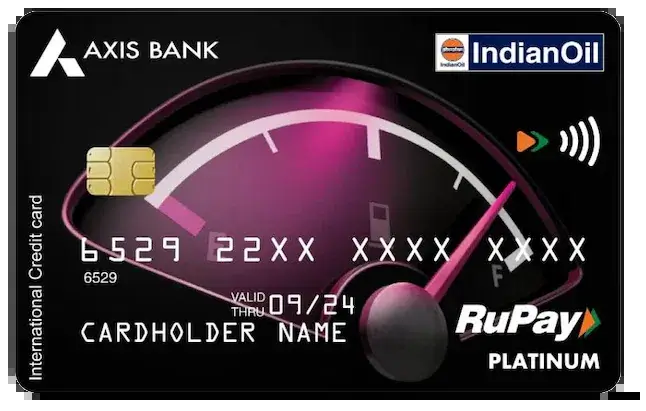 AXIS BANK
IndianOil
IndianOil
International Credit card
6529 22XX XXXX XXXX
6529
F
VALID
THRU 09/24
CARDHOLDER NAME
RuPay
PLATINUM